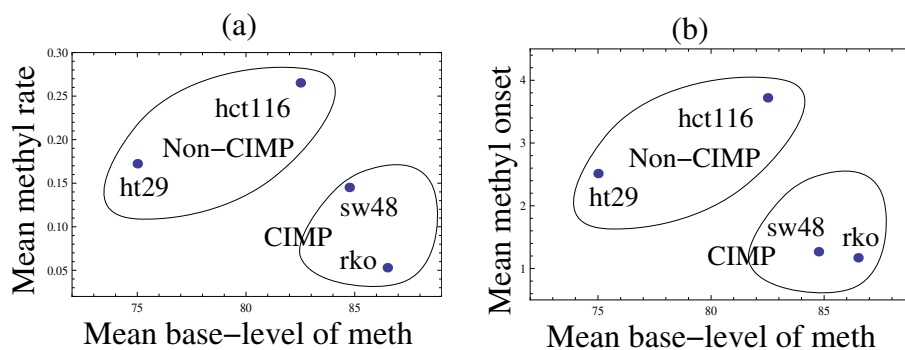 (a)
Mean methyl rate
0.30
0.25
0.20
0.15
0.10
0.05
hct116
Non−CIMP
ht29
sw48
CIMP
rko
75
80
85
Mean base−level of meth
(b)
Mean methyl onset
4
3
2
1
hct116
Non−CIMP
ht29
sw48
rko
CIMP
75
80
85
Mean base−level of meth